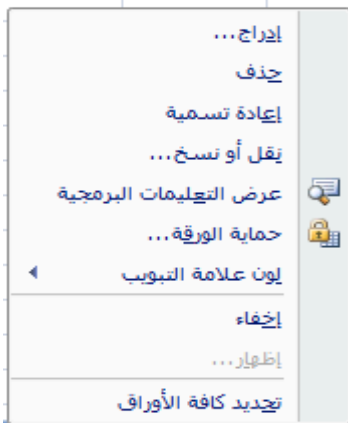 إدراج...
حذف
إعادة تسمية
نقل أو نسخ...
عرض التعليمات البرمجية
حماية الورقة...
لون علامة التبويب
إخفاء
إظهار...
تحديد كافة الأوراق